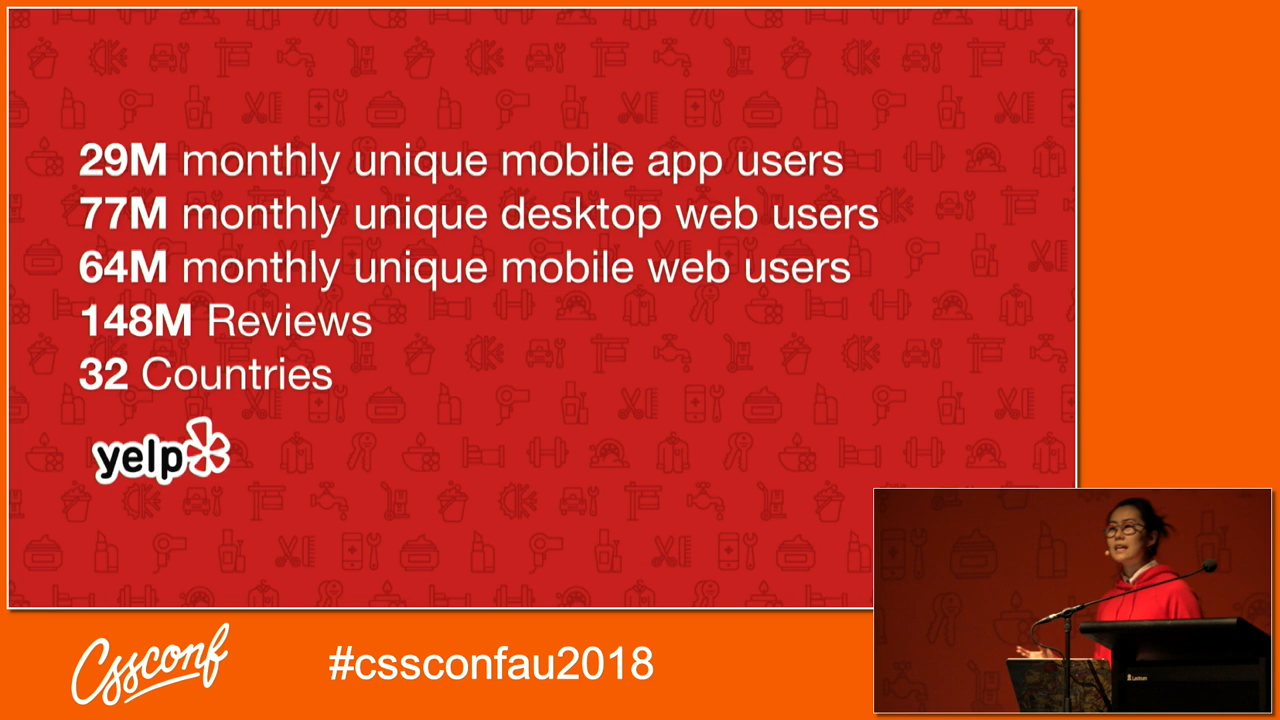 29M monthly unique mobile app users
77M monthly unique desktop web users
64M monthly unique mobile web users
148M Reviews
32 Countries
yelp
cssconf
#cssconfau2018
Lectrum